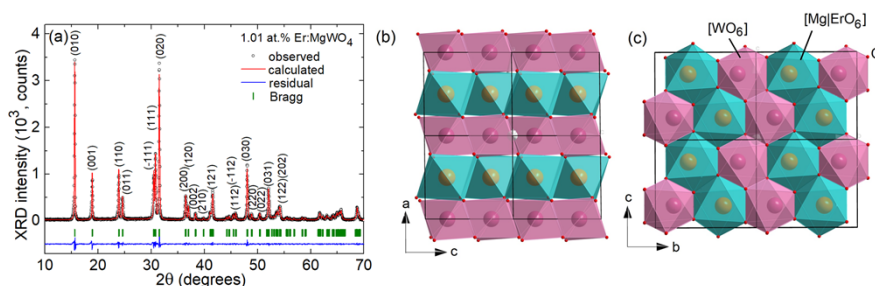 (a)
1.01 at.% Er:MgWO4
observed
calculated
residual
Bragg
XRD intensity (10^3, counts)
4
3
2
1
0
10 20 30 40 50 60 70
2θ (degrees)
(010)
(001)
(110)
(011)
(-111)
(111)
(020)
(200)
(120)
(002)
(210)
(121)
(112)
(-112)
(030)
(220)
(022)
(031)
(122)
(202)
(b)
a
c
(c)
[WO6]
[Mg|ErO6]
c
b